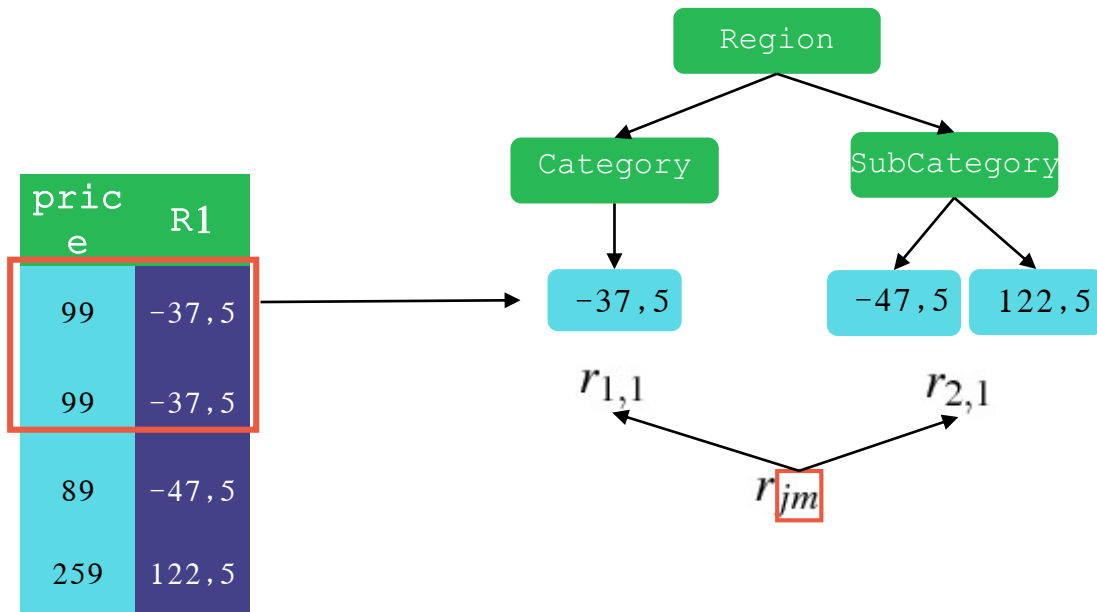 Region
Category
SubCategory
pric
e
R1
99
-37,5
99
-37,5
89
-47,5
259
122,5
-37,5
-47,5
122,5
r1,1
r2,1
rjm